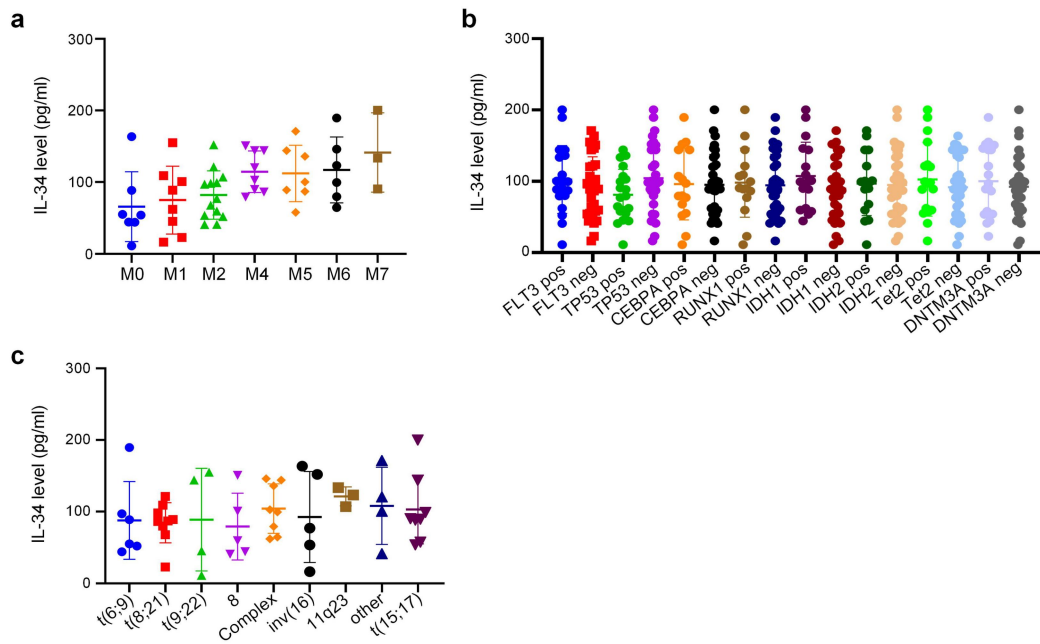 a
IL-34 level (pg/ml)
300
200
100
0
M0 M1 M2 M4 M5 M6 M7
b
IL-34 level (pg/ml)
300
200
100
0
FLT3 pos
FLT3 neg
TP53 pos
TP53 neg
CEBPA pos
CEBPA neg
RUNX1 pos
RUNX1 neg
IDH1 pos
IDH1 neg
IDH2 pos
IDH2 neg
Tet2 pos
Tet2 neg
DNTM3A pos
DNTM3A neg
c
IL-34 level (pg/ml)
300
200
100
0
t(6;9)
t(8;21)
t(9;22)
8
Complex
inv(16)
11q23
other
t(15;17)